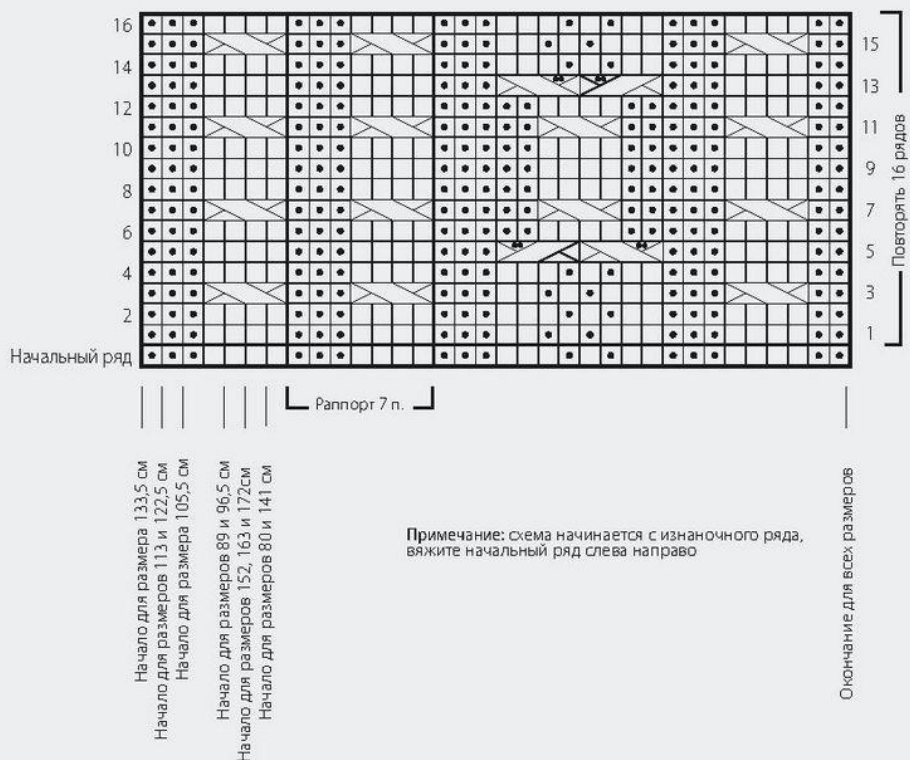 16
15
14
13
12
11
10
9
8
7
6
5
4
3
2
1
Повторять 16 рядов
Начальный ряд
Раппорт 7 п.
Начало для размера 133,5 см
Начало для размеров 113 и 122,5 см
Начало для размера 105,5 см
Начало для размеров 89 и 96,5 см
Начало для размеров 152, 163 и 172см
Начало для размеров 80 и 141 см
Примечание: схема начинается с изнаночного ряда,
вяжите начальный ряд слева направо
Окончание для всех размеров